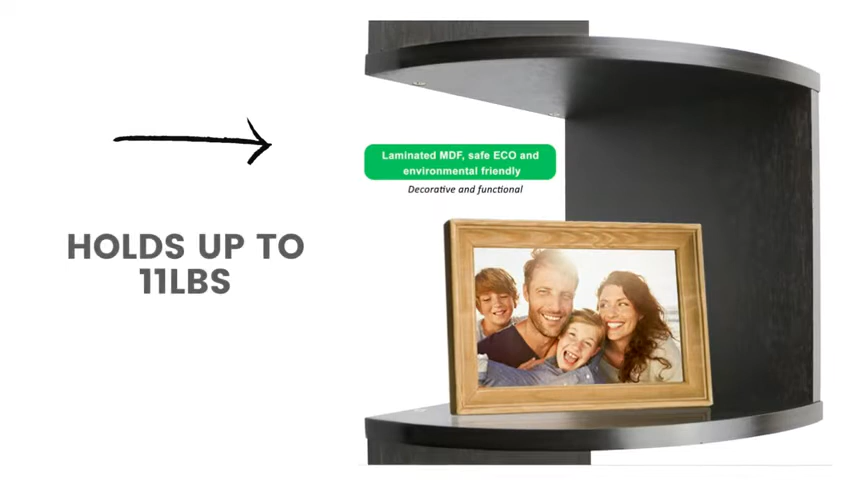 Laminated MDF, safe ECO and
environmental friendly
Decorative and functional
HOLDS UP TO
11LBS